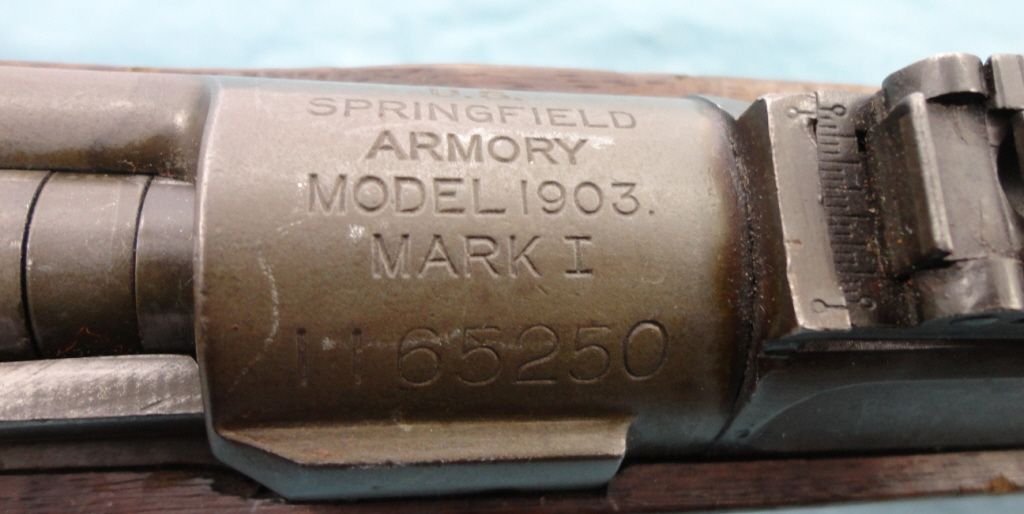 U.S.
SPRINGFIELD
ARMORY
MODEL 1903.
MARK I
1165250